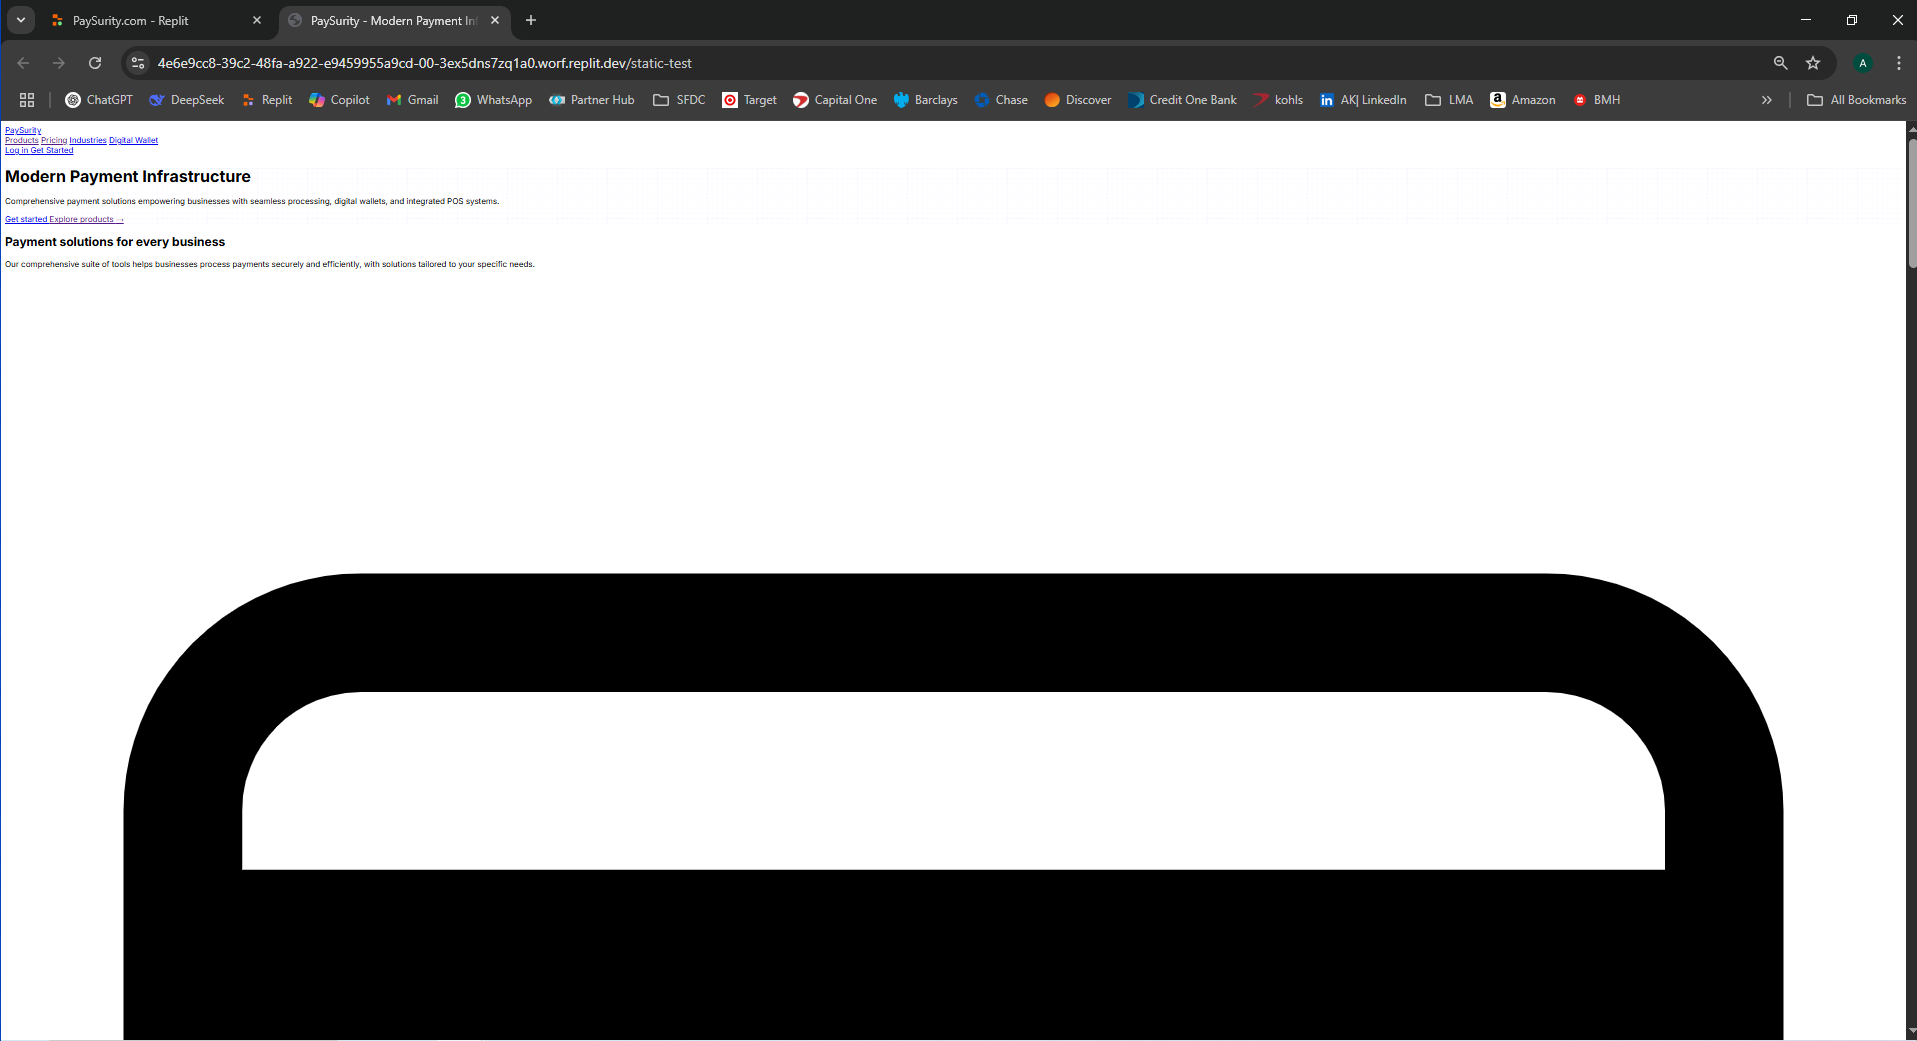 PaySurity.com - Replit
PaySurity - Modern Payment Inf
4e6e9cc8-39c2-48fa-a922-e9459955a9cd-00-3ex5dns7zq1a0.worf.replit.dev/static-test
A
ChatGPT DeepSeek Replit Copilot Gmail 3 WhatsApp Partner Hub SFDC Target Capital One Barclays Chase Discover Credit One Bank kohls in AK| LinkedIn LMA a Amazon BMH » All Bookmarks
PaySurity
Products Pricing Industries Digital Wallet
Log in Get Started
Modern Payment Infrastructure
Comprehensive payment solutions empowering businesses with seamless processing, digital wallets, and integrated POS systems.
Get started Explore products →
Payment solutions for every business
Our comprehensive suite of tools helps businesses process payments securely and efficiently, with solutions tailored to your specific needs.